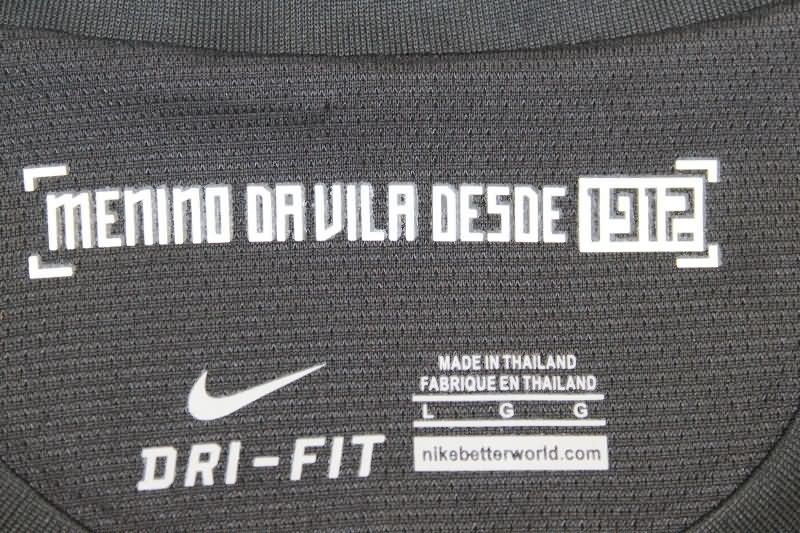 MENINO DA VILA DESDE 1912
MADE IN THAILAND
FABRIQUE EN THAILAND
L G G
nikebetterworld.com
DRI-FIT